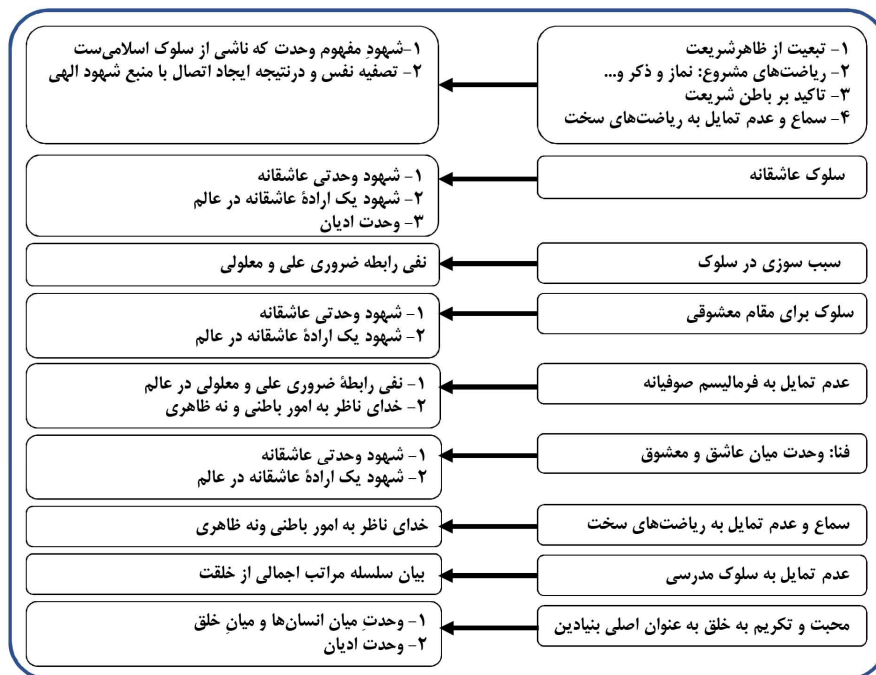 ۱- تبعیت از ظاهرشریعت
۲- ریاضت‌های مشروع: نماز و ذکر و...
۳- تاکید بر باطن شریعت
۴- سماع و عدم تمایل به ریاضت‌های سخت
۱-شهودِ مفهوم وحدت که ناشی از سلوک اسلامی‌ست
۲- تصفیه نفس و درنتیجه ایجاد اتصال با منبع شهود الهی
سلوک عاشقانه
۱- شهود وحدتی عاشقانه
۲- شهود یک ارادهٔ عاشقانه در عالم
۳- وحدت ادیان
سبب سوزی در سلوک
نفی رابطه ضروری علی و معلولی
سلوک برای مقام معشوقی
۱- شهود وحدتی عاشقانه
۲- شهود یک ارادهٔ عاشقانه در عالم
عدم تمایل به فرمالیسم صوفیانه
۱- نفی رابطهٔ ضروری علی و معلولی در عالم
۲- خدای ناظر به امور باطنی و نه ظاهری
فنا: وحدت میان عاشق و معشوق
۱- شهود وحدتی عاشقانه
۲- شهود یک ارادهٔ عاشقانه در عالم
سماع و عدم تمایل به ریاضت‌های سخت
خدای ناظر به امور باطنی ونه ظاهری
عدم تمایل به سلوک مدرسی
بیان سلسله مراتب اجمالی از خلقت
محبت و تکریم به خلق به عنوان اصلی بنیادین
۱- وحدتِ میان انسان‌ها و میانِ خلق
۲- وحدت ادیان